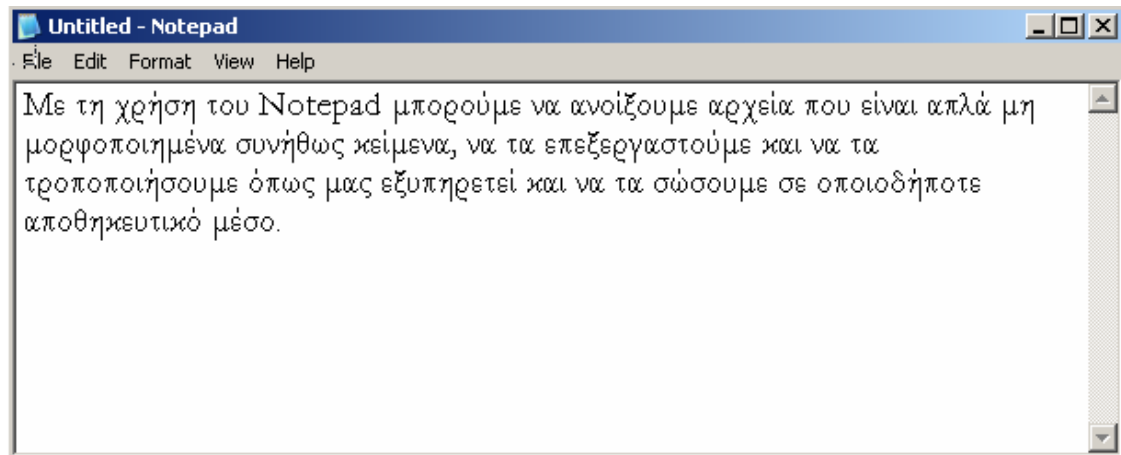 Untitled - Notepad
File Edit Format View Help
Με τη χρήση του Notepad μπορούμε να ανοίξουμε αρχεία που είναι απλά μη
μορφοποιημένα συνήθως κείμενα, να τα επεξεργαστούμε και να τα
τροποποιήσουμε όπως μας εξυπηρετεί και να τα σώσουμε σε οποιοδήποτε
αποθηκευτικό μέσο.